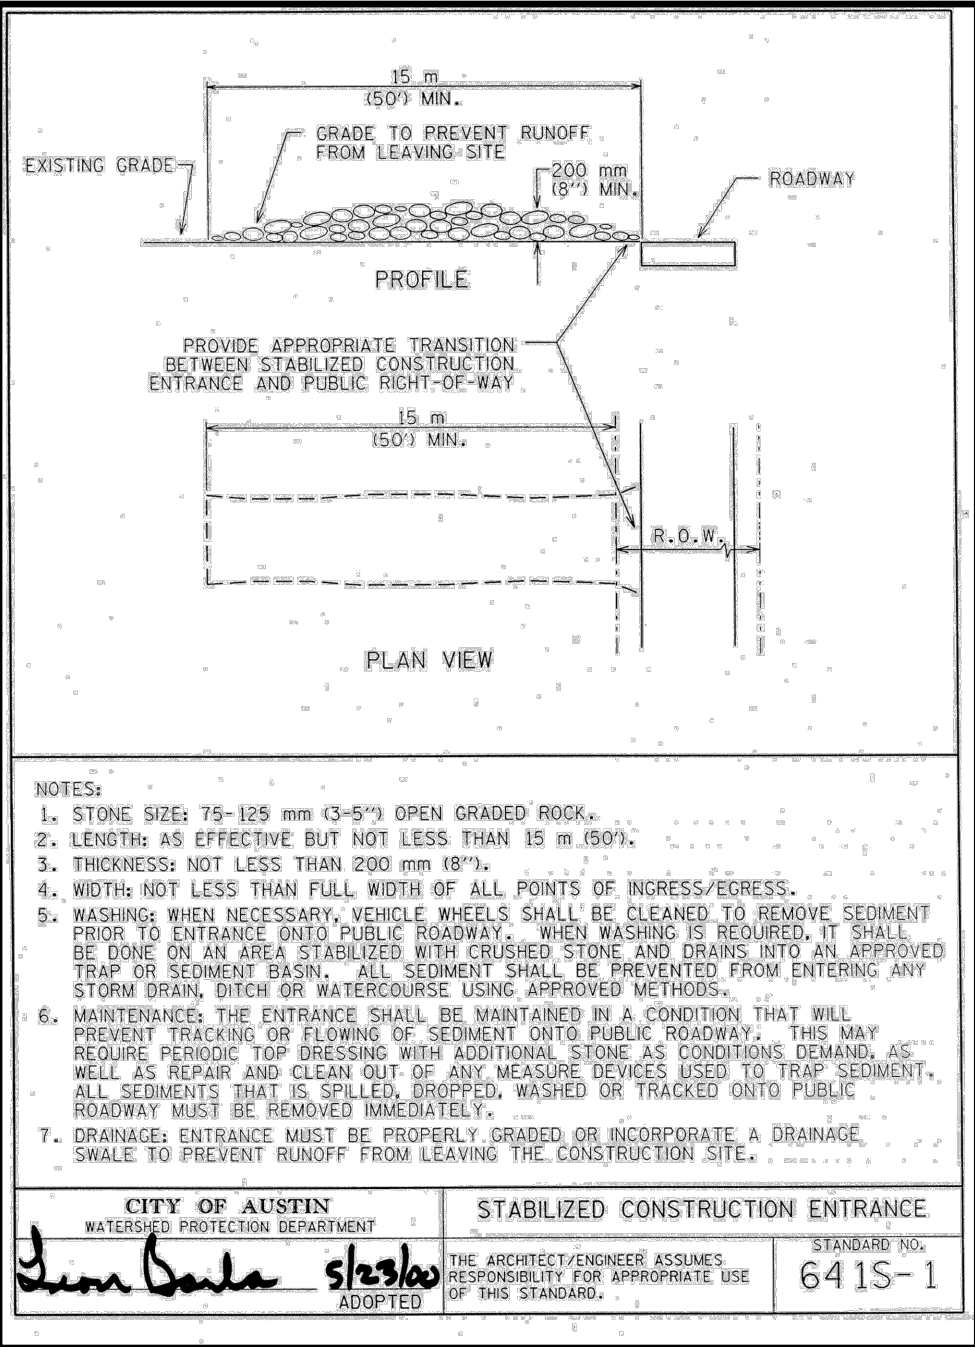 15 m
(50') MIN.
GRADE TO PREVENT RUNOFF
FROM LEAVING SITE
EXISTING GRADE
200 mm
(8'') MIN.
ROADWAY
PROFILE
PROVIDE APPROPRIATE TRANSITION
BETWEEN STABILIZED CONSTRUCTION
ENTRANCE AND PUBLIC RIGHT-OF-WAY
15 m
(50') MIN.
R.O.W.
PLAN VIEW
NOTES:
1. STONE SIZE: 75-125 mm (3-5'') OPEN GRADED ROCK.
2. LENGTH: AS EFFECTIVE BUT NOT LESS THAN 15 m (50').
3. THICKNESS: NOT LESS THAN 200 mm (8'').
4. WIDTH: NOT LESS THAN FULL WIDTH OF ALL POINTS OF INGRESS/EGRESS.
5. WASHING: WHEN NECESSARY, VEHICLE WHEELS SHALL BE CLEANED TO REMOVE SEDIMENT
PRIOR TO ENTRANCE ONTO PUBLIC ROADWAY. WHEN WASHING IS REQUIRED, IT SHALL
BE DONE ON AN AREA STABILIZED WITH CRUSHED STONE AND DRAINS INTO AN APPROVED
TRAP OR SEDIMENT BASIN. ALL SEDIMENT SHALL BE PREVENTED FROM ENTERING ANY
STORM DRAIN, DITCH OR WATERCOURSE USING APPROVED METHODS.
6. MAINTENANCE: THE ENTRANCE SHALL BE MAINTAINED IN A CONDITION THAT WILL
PREVENT TRACKING OR FLOWING OF SEDIMENT ONTO PUBLIC ROADWAY. THIS MAY
REQUIRE PERIODIC TOP DRESSING WITH ADDITIONAL STONE AS CONDITIONS DEMAND, AS
WELL AS REPAIR AND CLEAN OUT OF ANY MEASURE DEVICES USED TO TRAP SEDIMENT.
ALL SEDIMENTS THAT IS SPILLED, DROPPED, WASHED OR TRACKED ONTO PUBLIC
ROADWAY MUST BE REMOVED IMMEDIATELY.
7. DRAINAGE: ENTRANCE MUST BE PROPERLY GRADED OR INCORPORATE A DRAINAGE
SWALE TO PREVENT RUNOFF FROM LEAVING THE CONSTRUCTION SITE.
CITY OF AUSTIN
WATERSHED PROTECTION DEPARTMENT
5/23/00
ADOPTED
STABILIZED CONSTRUCTION ENTRANCE
THE ARCHITECT/ENGINEER ASSUMES
RESPONSIBILITY FOR APPROPRIATE USE
OF THIS STANDARD.
STANDARD NO.
641S-1